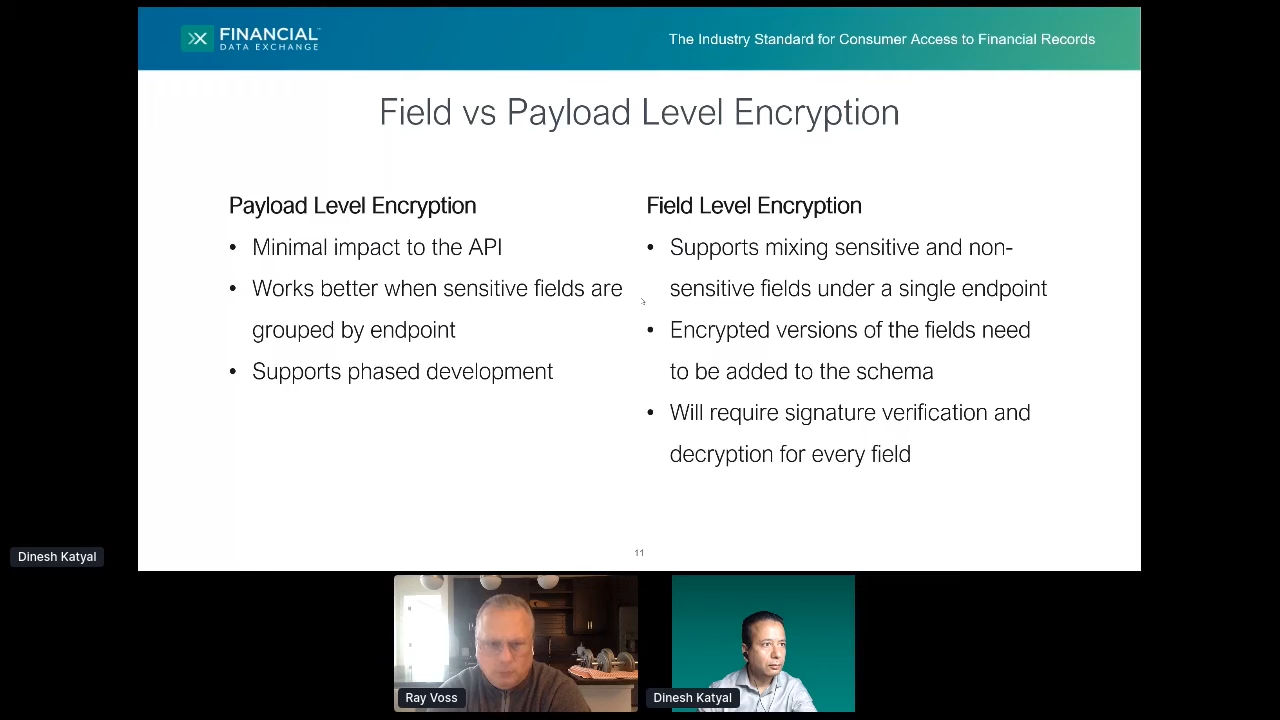 FINANCIAL
DATA EXCHANGE
The Industry Standard for Consumer Access to Financial Records
Field vs Payload Level Encryption
Payload Level Encryption
• Minimal impact to the API
• Works better when sensitive fields are
grouped by endpoint
• Supports phased development
Field Level Encryption
• Supports mixing sensitive and non-
sensitive fields under a single endpoint
• Encrypted versions of the fields need
to be added to the schema
• Will require signature verification and
decryption for every field
11
Dinesh Katyal
Ray Voss
Dinesh Katyal